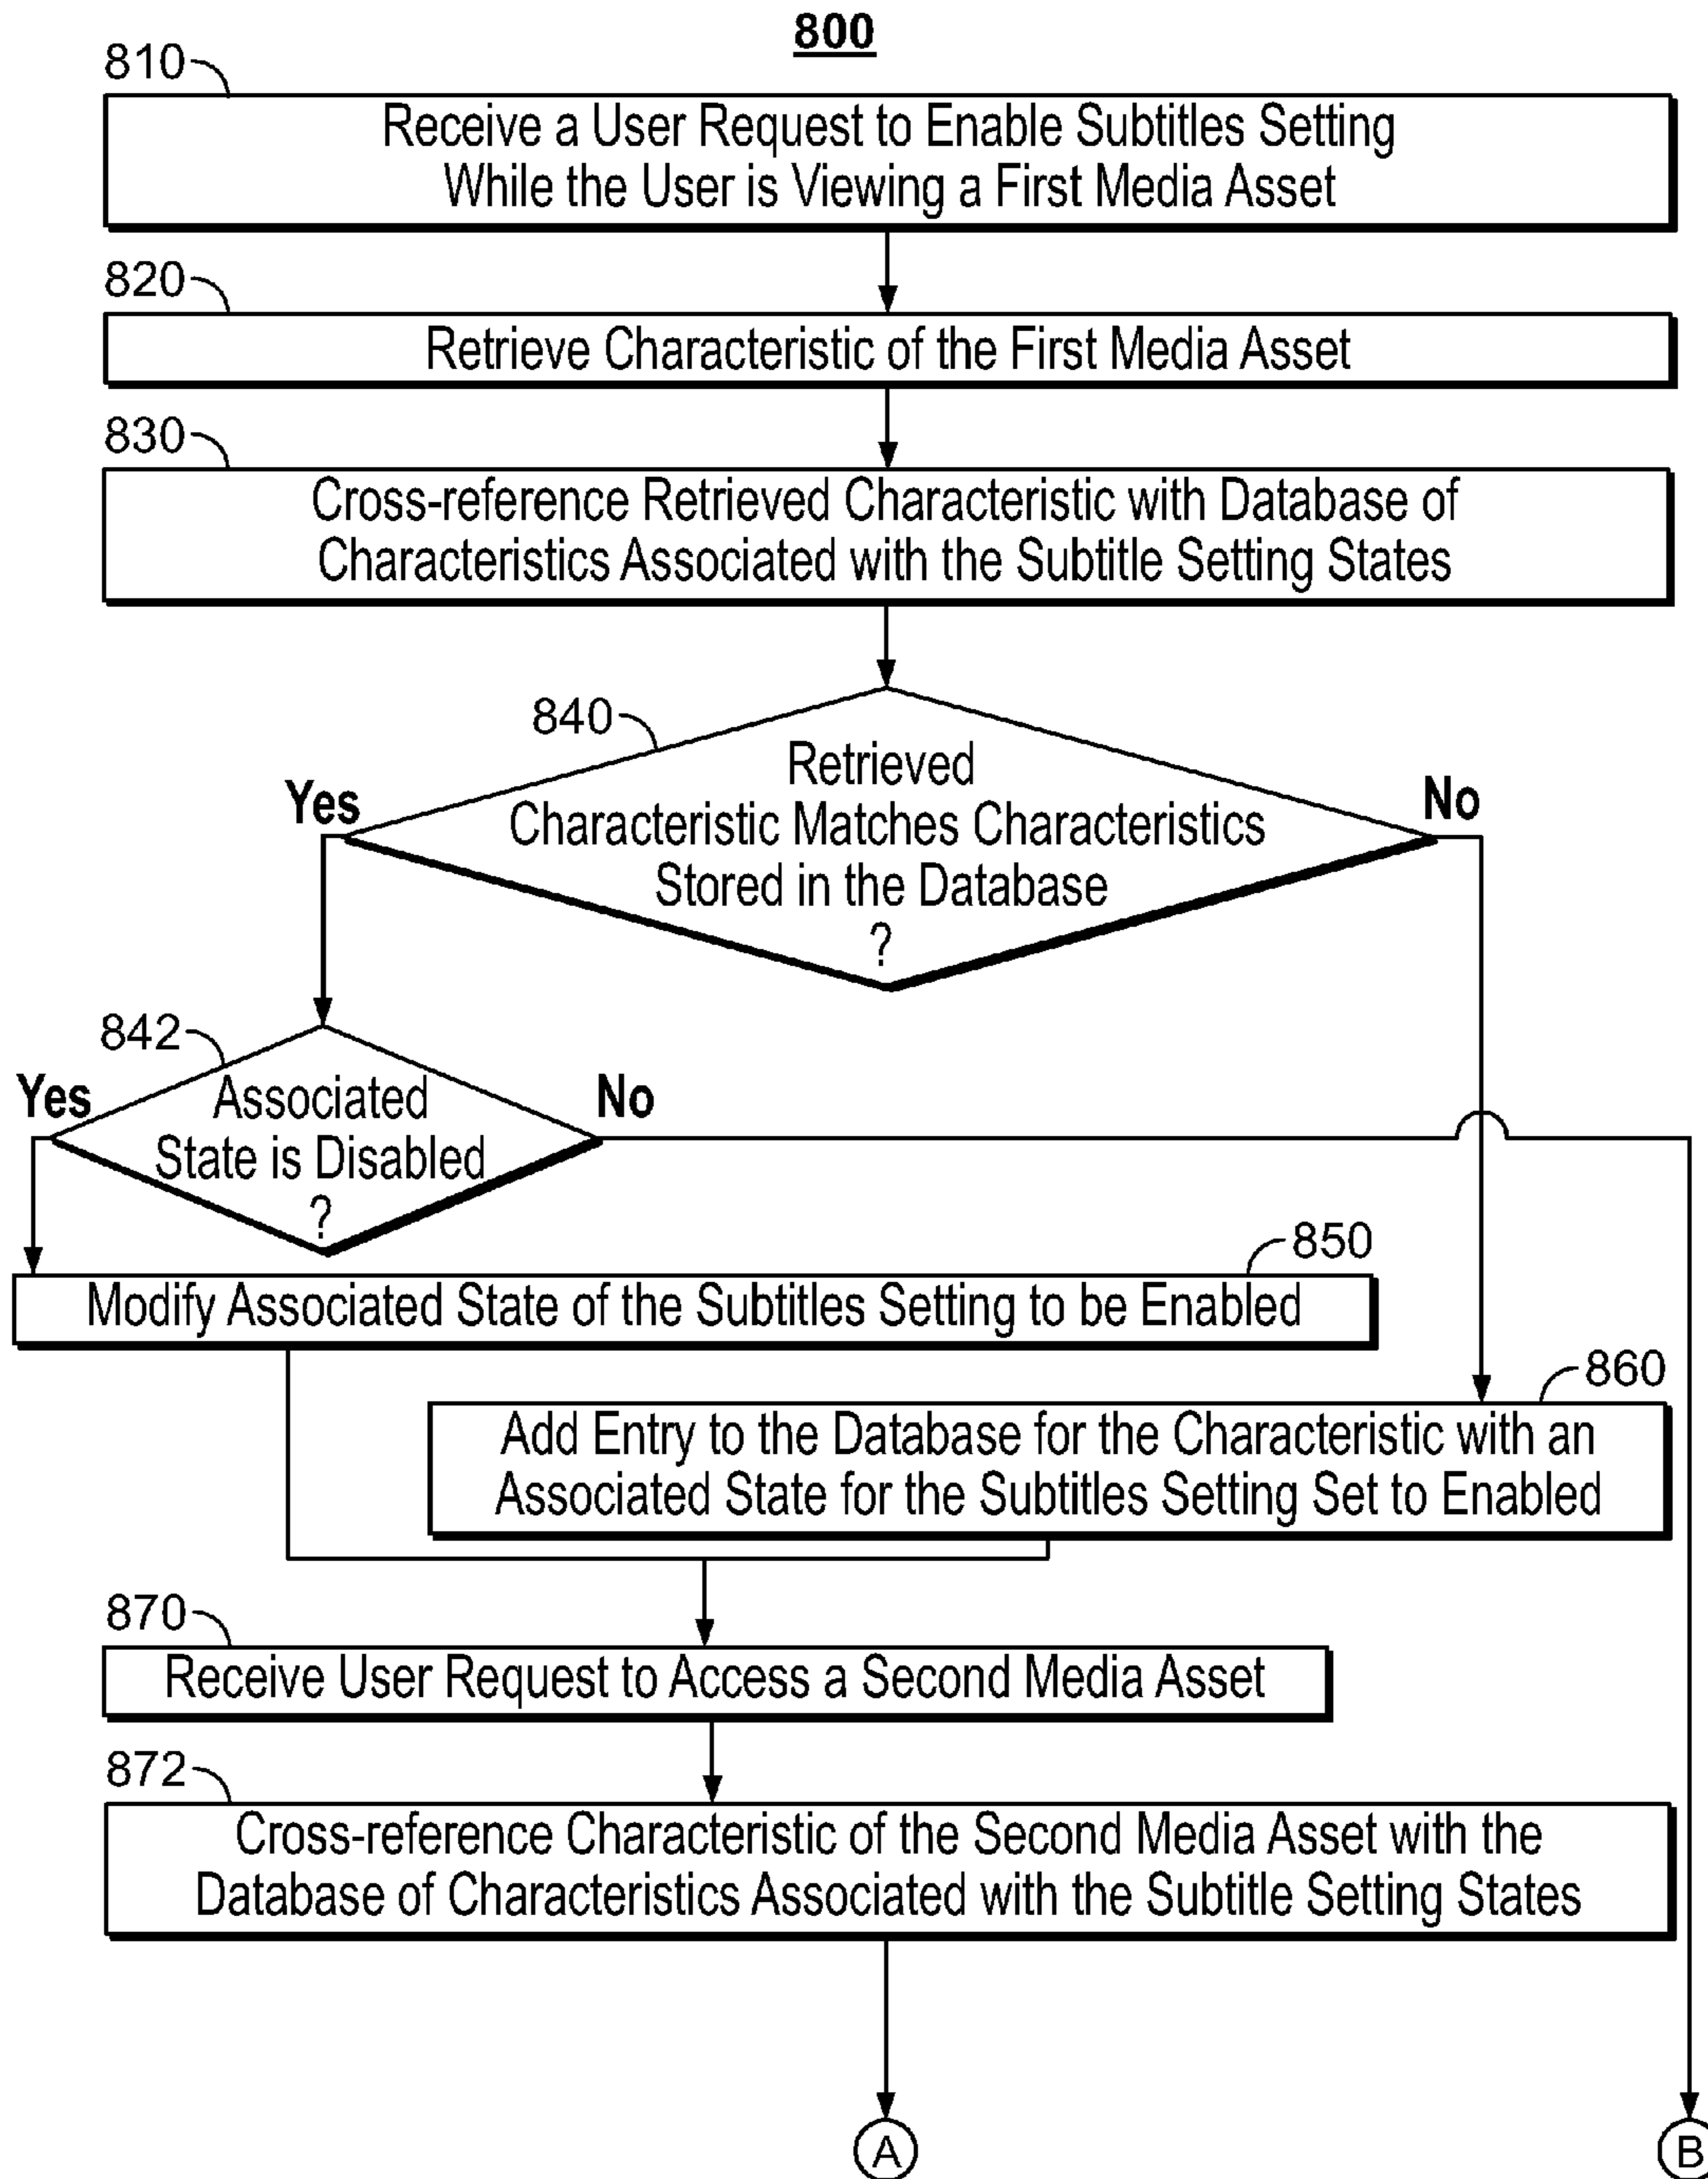 800
810
Receive a User Request to Enable Subtitles Setting
While the User is Viewing a First Media Asset
820
Retrieve Characteristic of the First Media Asset
830
Cross-reference Retrieved Characteristic with Database of
Characteristics Associated with the Subtitle Setting States
840
Retrieved
Characteristic Matches Characteristics
Stored in the Database
?
Yes
No
842
Associated
State is Disabled
?
Yes
No
850
Modify Associated State of the Subtitles Setting to be Enabled
860
Add Entry to the Database for the Characteristic with an
Associated State for the Subtitles Setting Set to Enabled
870
Receive User Request to Access a Second Media Asset
872
Cross-reference Characteristic of the Second Media Asset with the
Database of Characteristics Associated with the Subtitle Setting States
A
B